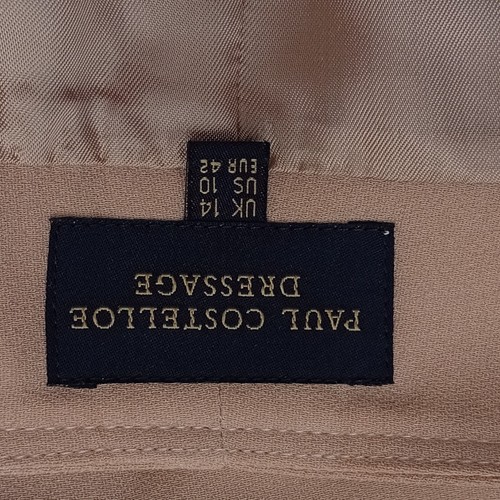 PAUL COSTELLOE
DRESSAGE
UK 14
US 10
EUR 42